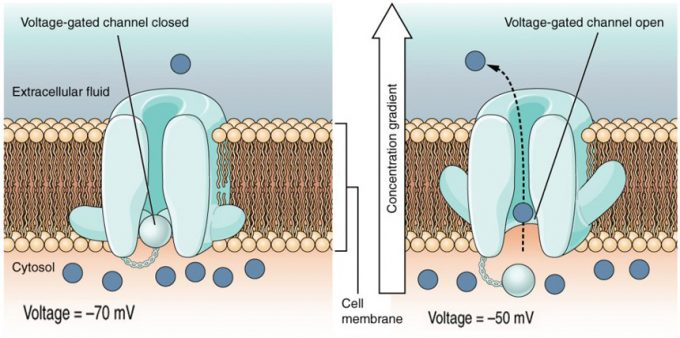 Voltage-gated channel closed
Extracellular fluid
Cytosol
Voltage = –70 mV
Cell
membrane
Concentration gradient
Voltage-gated channel open
Voltage = –50 mV